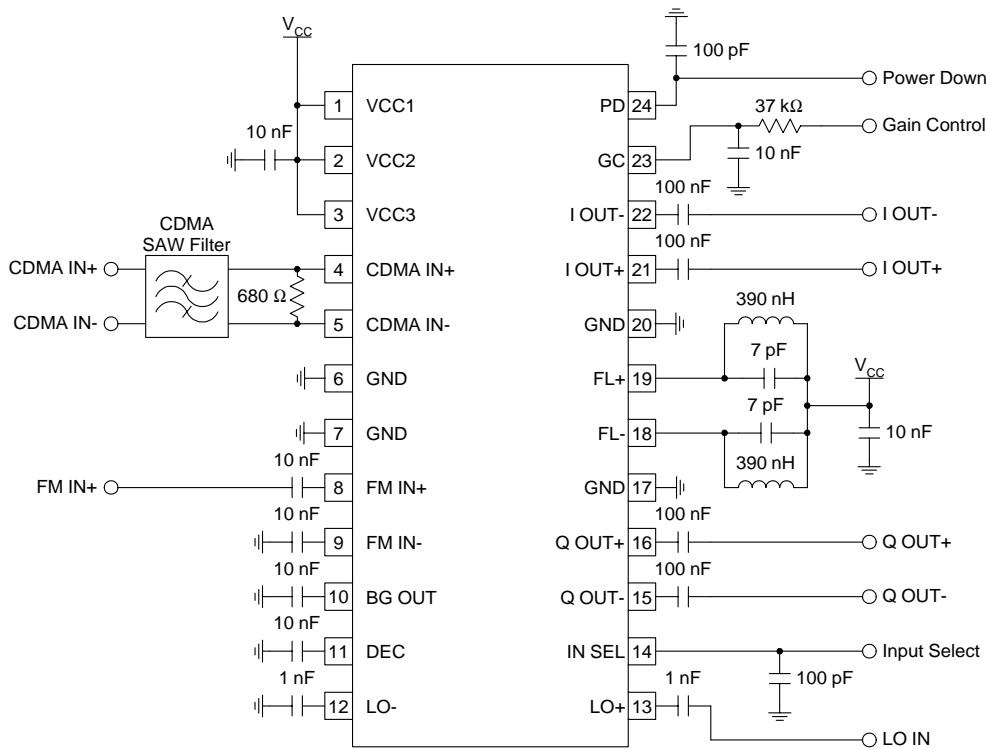 V_CC
10 nF
1 VCC1
2 VCC2
3 VCC3
CDMA
SAW Filter
CDMA IN+
CDMA IN-
680 Ω
4 CDMA IN+
5 CDMA IN-
6 GND
7 GND
FM IN+
10 nF
8 FM IN+
10 nF
9 FM IN-
10 nF
10 BG OUT
10 nF
11 DEC
1 nF
12 LO-
100 pF
PD 24
Power Down
37 kΩ
GC 23
Gain Control
10 nF
100 nF
I OUT- 22
I OUT-
100 nF
I OUT+ 21
I OUT+
GND 20
390 nH
7 pF
FL+ 19
V_CC
7 pF
FL- 18
10 nF
390 nH
GND 17
100 nF
Q OUT+ 16
Q OUT+
100 nF
Q OUT- 15
Q OUT-
IN SEL 14
Input Select
100 pF
1 nF
LO+ 13
LO IN